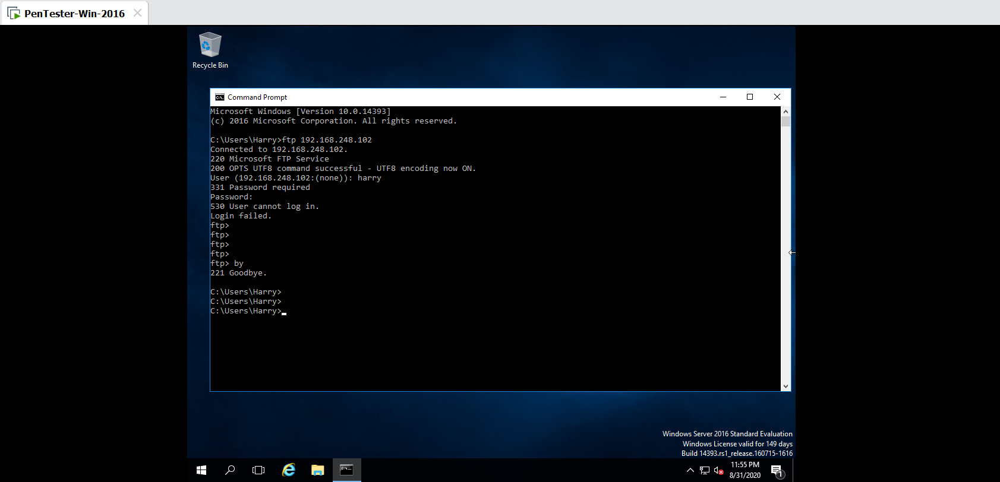 PenTester-Win-2016
Recycle Bin
Command Prompt
Microsoft Windows [Version 10.0.14393]
(c) 2016 Microsoft Corporation. All rights reserved.
C:\Users\Harry>ftp 192.168.248.102
Connected to 192.168.248.102.
220 Microsoft FTP Service
200 OPTS UTF8 command successful - UTF8 encoding now ON.
User (192.168.248.102:(none)): harry
331 Password required
Password:
530 User cannot log in.
Login failed.
ftp>
ftp>
ftp>
ftp>
ftp> by
221 Goodbye.
C:\Users\Harry>
C:\Users\Harry>
C:\Users\Harry>
Windows Server 2016 Standard Evaluation
Windows License valid for 149 days
Build 14393.rs1_release.160715-1616
11:55 PM
8/31/2020
1